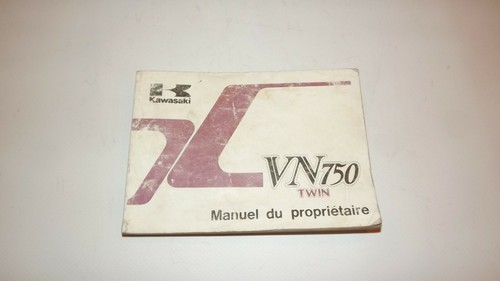 Kawasaki
VN750
TWIN
Manuel du propriétaire